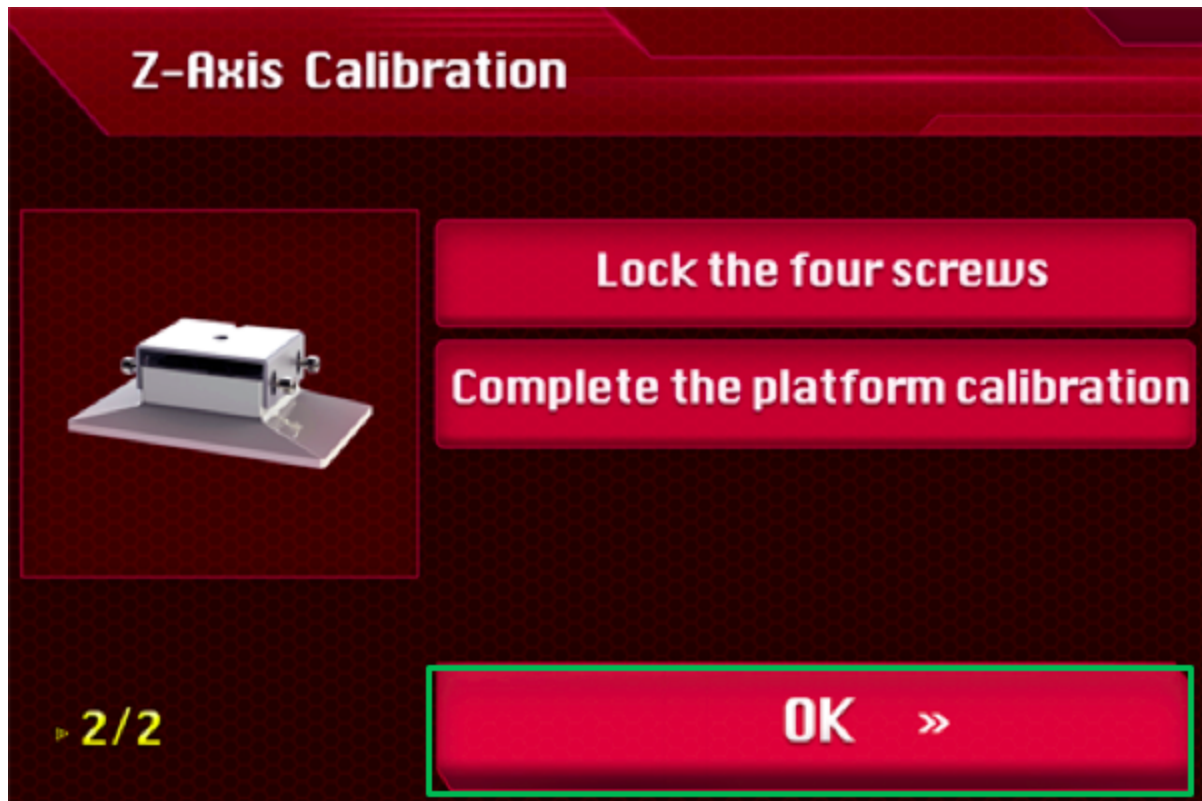 Z-Axis Calibration
Lock the four screws
Complete the platform calibration
2/2
OK »